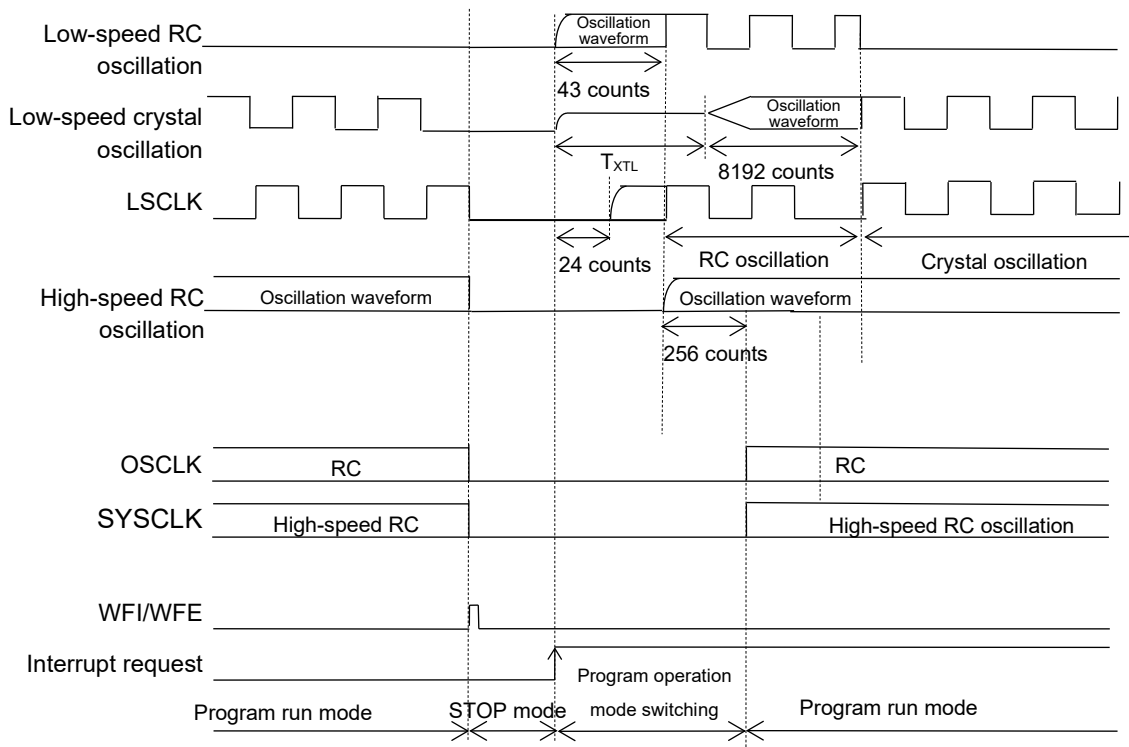 Low-speed RC
oscillation
Oscillation
waveform
43 counts
Low-speed crystal
oscillation
Oscillation
waveform
TXTL
8192 counts
LSCLK
24 counts
RC oscillation
Crystal oscillation
High-speed RC
oscillation
Oscillation waveform
Oscillation waveform
256 counts
OSCLK
RC
RC
SYSCLK
High-speed RC
High-speed RC oscillation
WFI/WFE
Interrupt request
Program operation
mode switching
Program run mode
STOP mode
Program run mode